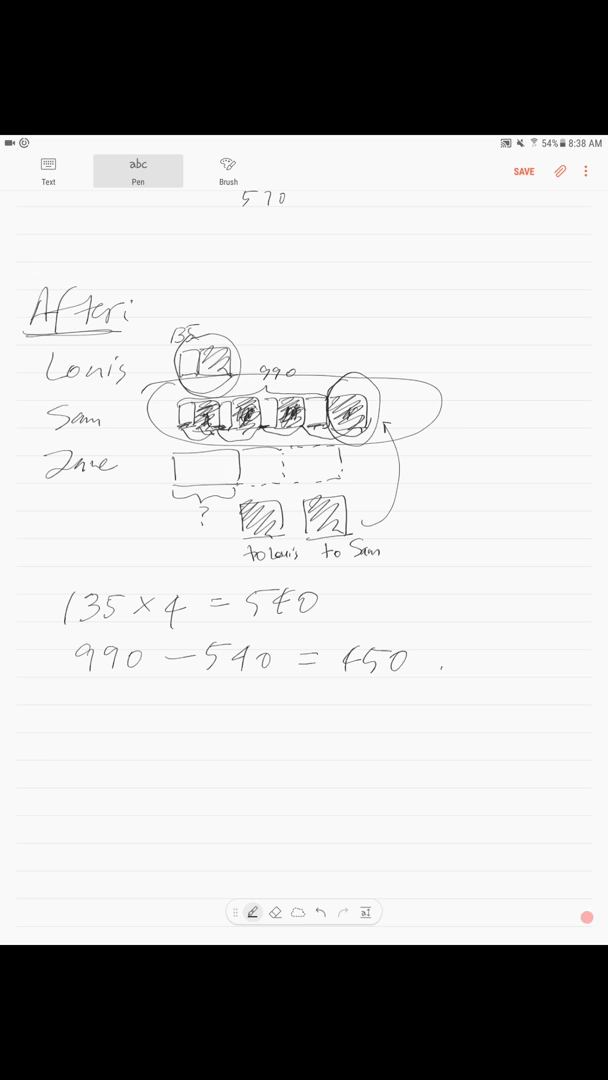 54% 8:38 AM
abc
Text Pen Brush SAVE
570
After:
135
Louis
990
Sam
Jane
?
to Louis to Sam
135 × 4 = 540
990 - 540 = 450 .
aI